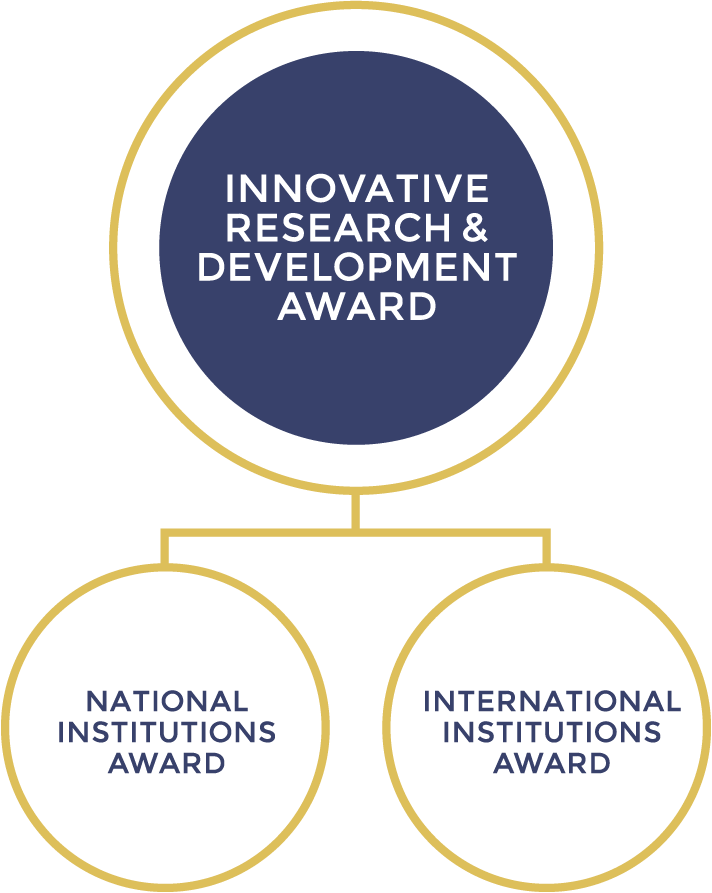 INNOVATIVE
RESEARCH &
DEVELOPMENT
AWARD
NATIONAL
INSTITUTIONS
AWARD
INTERNATIONAL
INSTITUTIONS
AWARD